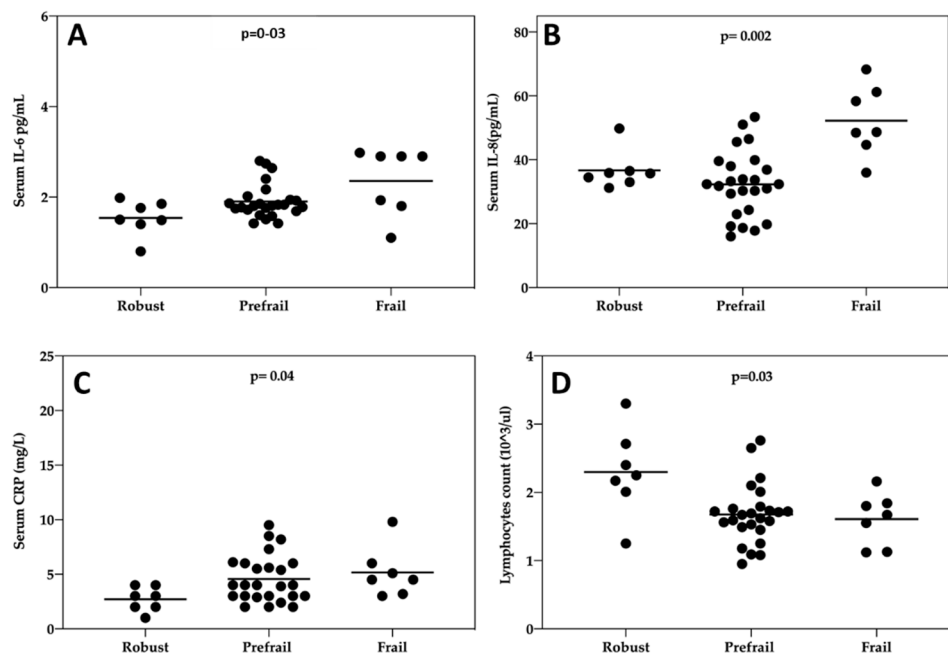 A
p=0-03
Serum IL-6 pg/mL
6
4
2
0
Robust Prefrail Frail
B
p= 0.002
Serum IL-8(pg/mL)
80
60
40
20
0
Robust Prefrail Frail
C
p= 0.04
Serum CRP (mg/L)
25
20
15
10
5
0
Robust Prefrail Frail
D
p=0.03
Lymphocytes count (10^3/ul)
4
3
2
1
0
Robust Prefrail Frail